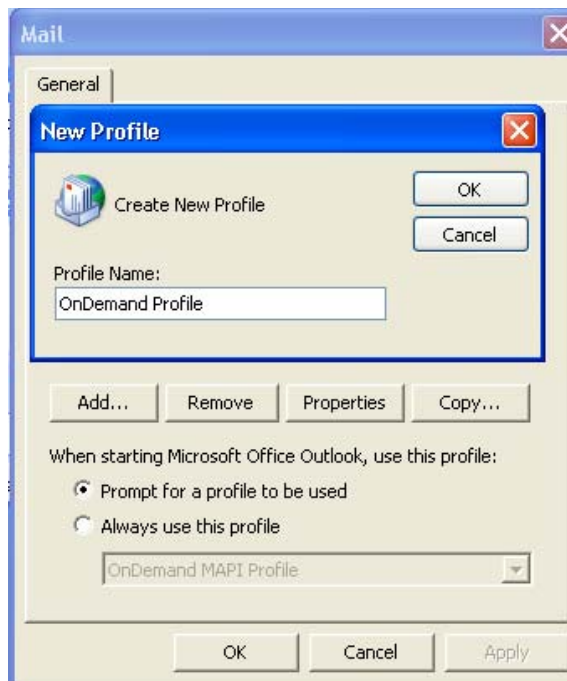 Mail
General
New Profile
Create New Profile
OK
Cancel
Profile Name:
OnDemand Profile
Add... Remove Properties Copy...
When starting Microsoft Office Outlook, use this profile:
Prompt for a profile to be used
Always use this profile
OnDemand MAPI Profile
OK Cancel Apply